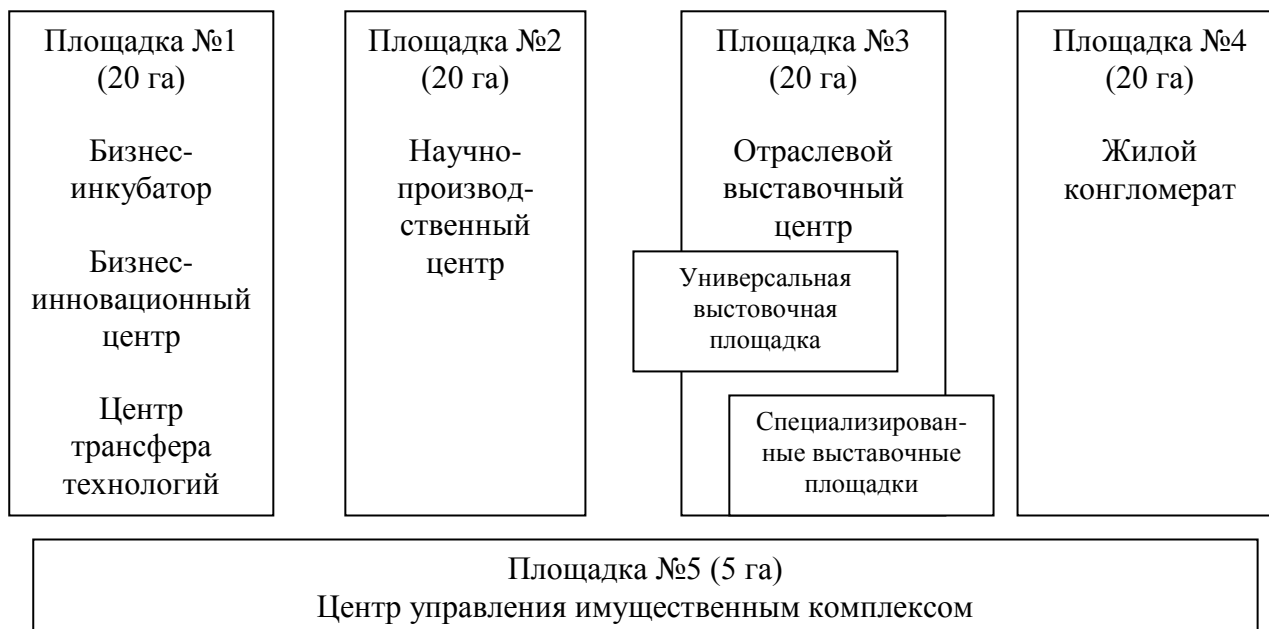 Площадка №1
(20 га)
Бизнес-
инкубатор
Бизнес-
инновационный
центр
Центр
трансфера
технологий
Площадка №2
(20 га)
Научно-
производ-
ственный
центр
Площадка №3
(20 га)
Отраслевой
выставочный
центр
Универсальная
выстовочная
площадка
Специализирован-
ные выставочные
площадки
Площадка №4
(20 га)
Жилой
конгломерат
Площадка №5 (5 га)
Центр управления имущественным комплексом